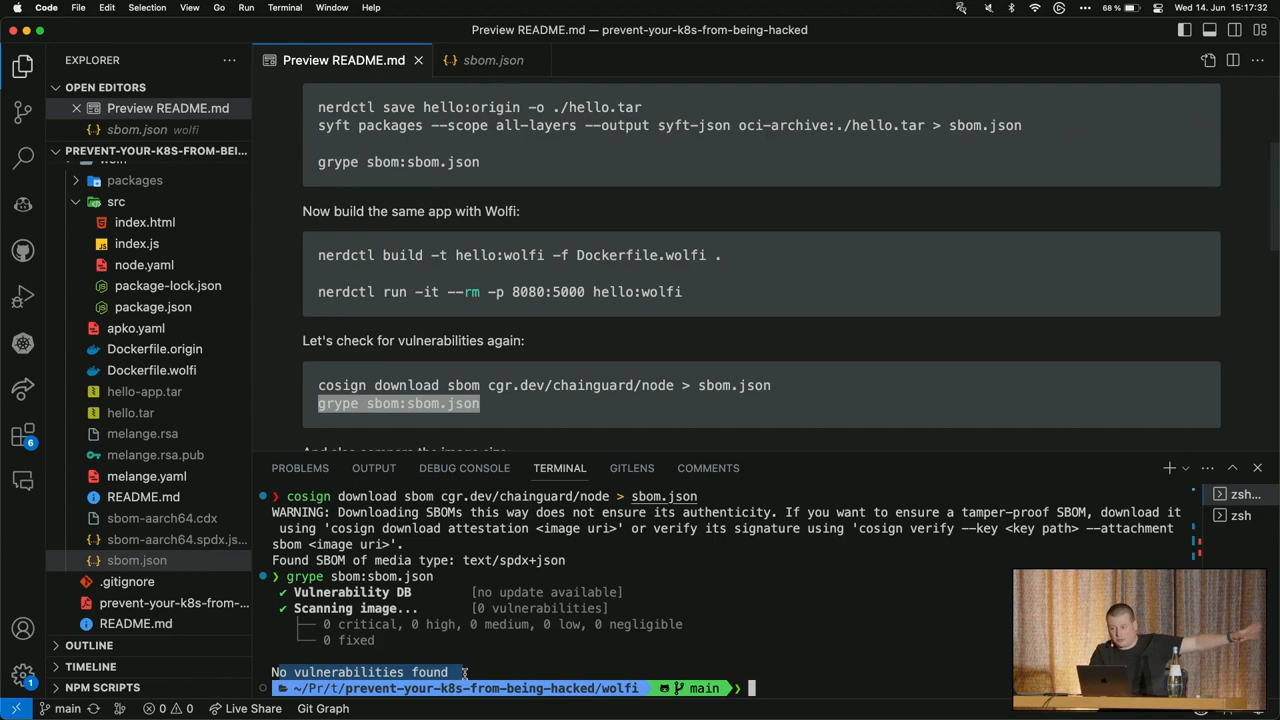 Code File Edit Selection View Go Run Terminal Window Help 68 % Wed 14. Jun 15:17:32
Preview README.md — prevent-your-k8s-from-being-hacked
EXPLORER
Preview README.md
sbom.json
OPEN EDITORS
Preview README.md
sbom.json wolfi
PREVENT-YOUR-K8S-FROM-BEI...
packages
src
index.html
index.js
node.yaml
package-lock.json
package.json
apko.yaml
Dockerfile.origin
Dockerfile.wolfi
hello-app.tar
hello.tar
melange.rsa
melange.rsa.pub
melange.yaml
README.md
sbom-aarch64.cdx
sbom-aarch64.spdx.js...
sbom.json
.gitignore
prevent-your-k8s-from-...
README.md
OUTLINE
TIMELINE
NPM SCRIPTS
6
1
nerdctl save hello:origin -o ./hello.tar
syft packages --scope all-layers --output syft-json oci-archive:./hello.tar > sbom.json
grype sbom:sbom.json
Now build the same app with Wolfi:
nerdctl build -t hello:wolfi -f Dockerfile.wolfi .
nerdctl run -it --rm -p 8080:5000 hello:wolfi
Let's check for vulnerabilities again:
cosign download sbom cgr.dev/chainguard/node > sbom.json
grype sbom:sbom.json
And also compare the image size:
PROBLEMS OUTPUT DEBUG CONSOLE TERMINAL GITLENS COMMENTS
❯ cosign download sbom cgr.dev/chainguard/node > sbom.json
WARNING: Downloading SBOMs this way does not ensure its authenticity. If you want to ensure a tamper-proof SBOM, download it
using 'cosign download attestation <image uri>' or verify its signature using 'cosign verify --key <key path> --attachment
sbom <image uri>'.
Found SBOM of media type: text/spdx+json
❯ grype sbom:sbom.json
✔ Vulnerability DB [no update available]
✔ Scanning image... [0 vulnerabilities]
├── 0 critical, 0 high, 0 medium, 0 low, 0 negligible
└── 0 fixed
No vulnerabilities found
~/Pr/t/prevent-your-k8s-from-being-hacked/wolfi main ❯
zsh...
zsh
main 0 0 Live Share Git Graph